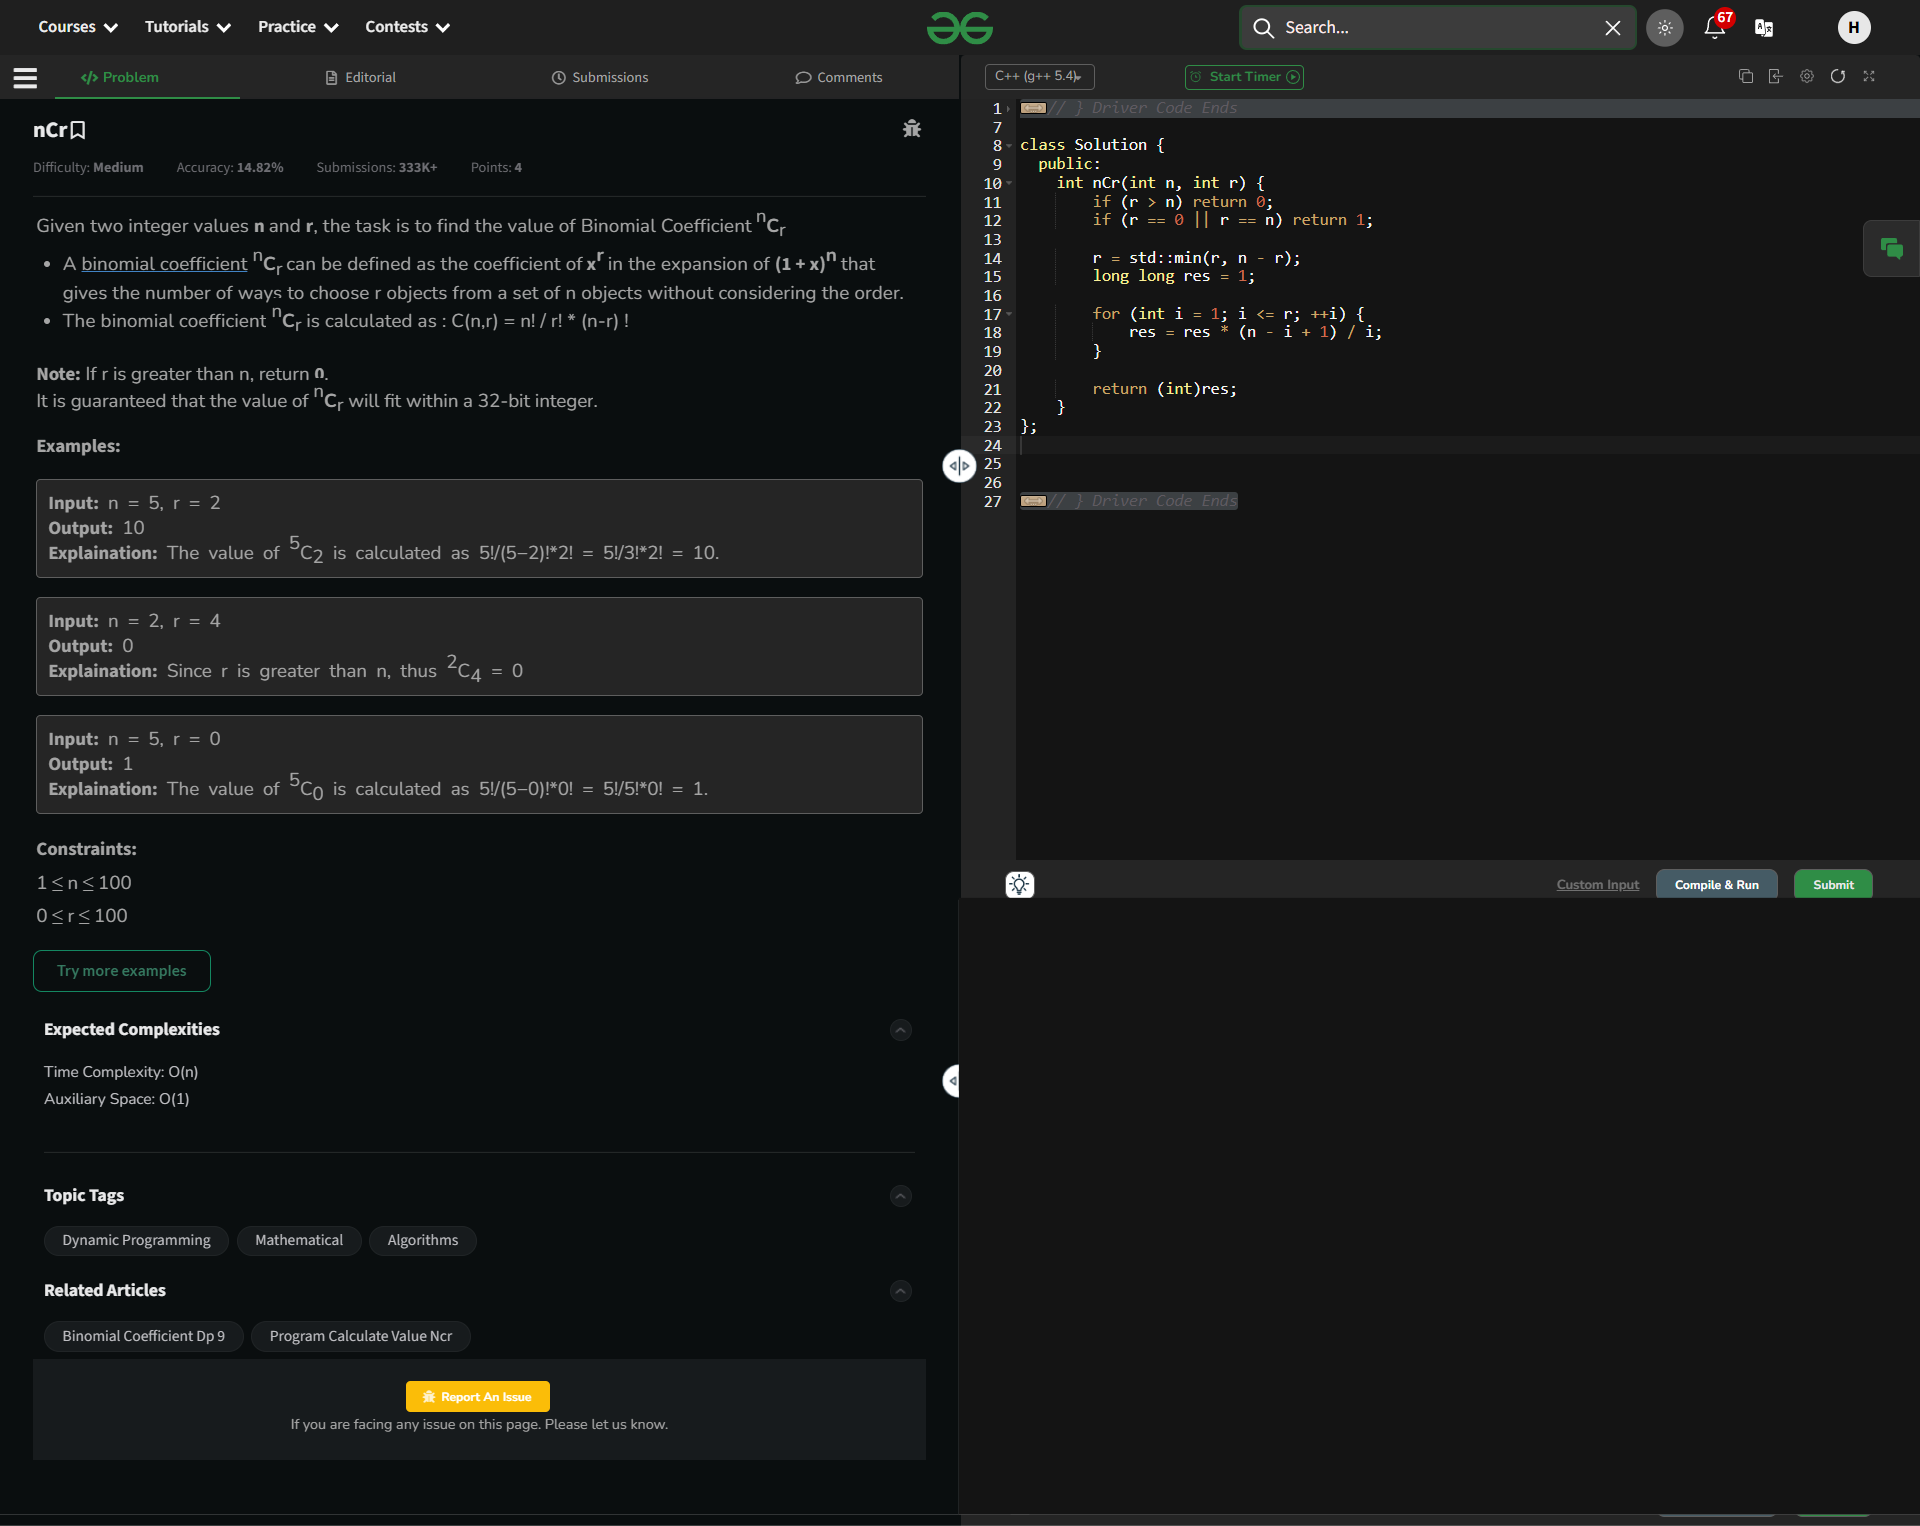 Courses Tutorials Practice Contests Search... 67 H
Problem Editorial Submissions Comments
nCr
Difficulty: Medium Accuracy: 14.82% Submissions: 333K+ Points: 4
Given two integer values n and r, the task is to find the value of Binomial Coefficient nCr
• A binomial coefficient nCr can be defined as the coefficient of x^r in the expansion of (1 + x)^n that
gives the number of ways to choose r objects from a set of n objects without considering the order.
• The binomial coefficient nCr is calculated as : C(n,r) = n! / r! * (n-r) !
Note: If r is greater than n, return 0.
It is guaranteed that the value of nCr will fit within a 32-bit integer.
Examples:
Input: n = 5, r = 2
Output: 10
Explaination: The value of 5C2 is calculated as 5!/(5−2)!*2! = 5!/3!*2! = 10.
Input: n = 2, r = 4
Output: 0
Explaination: Since r is greater than n, thus 2C4 = 0
Input: n = 5, r = 0
Output: 1
Explaination: The value of 5C0 is calculated as 5!/(5−0)!*0! = 5!/5!*0! = 1.
Constraints:
1 ≤ n ≤ 100
0 ≤ r ≤ 100
Try more examples
Expected Complexities
Time Complexity: O(n)
Auxiliary Space: O(1)
Topic Tags
Dynamic Programming Mathematical Algorithms
Related Articles
Binomial Coefficient Dp 9 Program Calculate Value Ncr
Report An Issue
If you are facing any issue on this page. Please let us know.
C++ (g++ 5.4) Start Timer
1 // } Driver Code Ends
7
8 class Solution {
9   public:
10     int nCr(int n, int r) {
11         if (r > n) return 0;
12         if (r == 0 || r == n) return 1;
13
14         r = std::min(r, n - r);
15         long long res = 1;
16
17         for (int i = 1; i <= r; ++i) {
18             res = res * (n - i + 1) / i;
19         }
20
21         return (int)res;
22     }
23 };
24
25
26
27 // } Driver Code Ends
Custom Input Compile & Run Submit